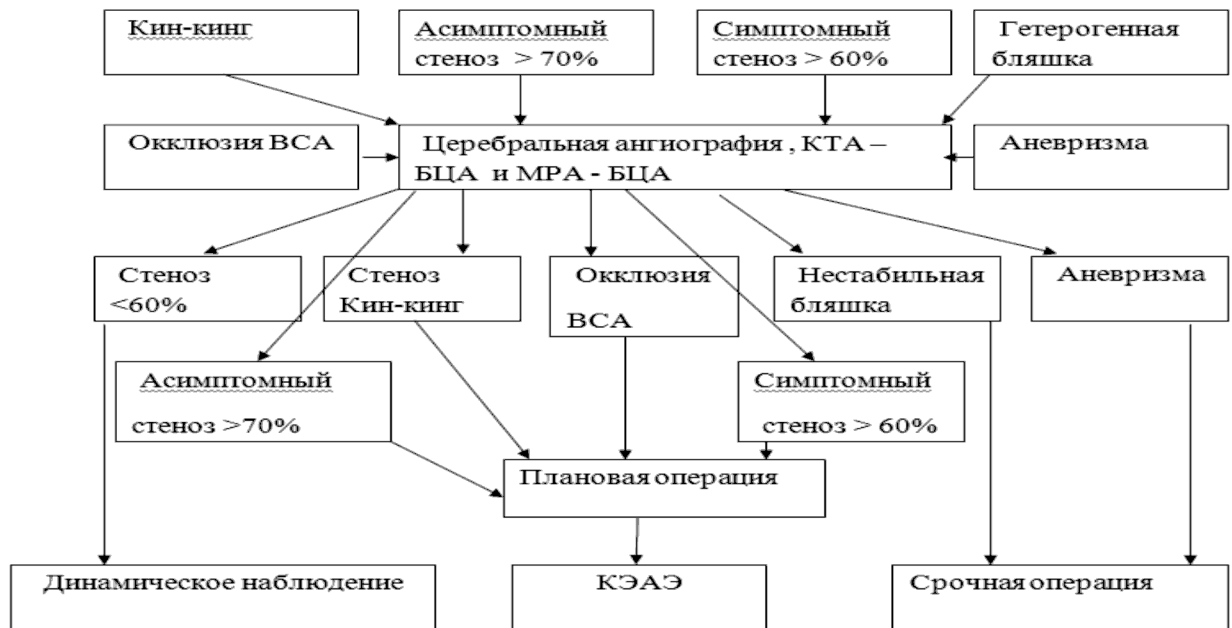 Кин-кинг
Асимптомный
стеноз > 70%
Симптомный
стеноз > 60%
Гетерогенная
бляшка
Окклюзия ВСА
Церебральная ангиография , КТА –
БЦА и МРА - БЦА
Аневризма
Стеноз
<60%
Стеноз
Кин-кинг
Окклюзия
ВСА
Нестабильная
бляшка
Аневризма
Асимптомный
стеноз >70%
Симптомный
стеноз > 60%
Плановая операция
Динамическое наблюдение
КЭАЭ
Срочная операция